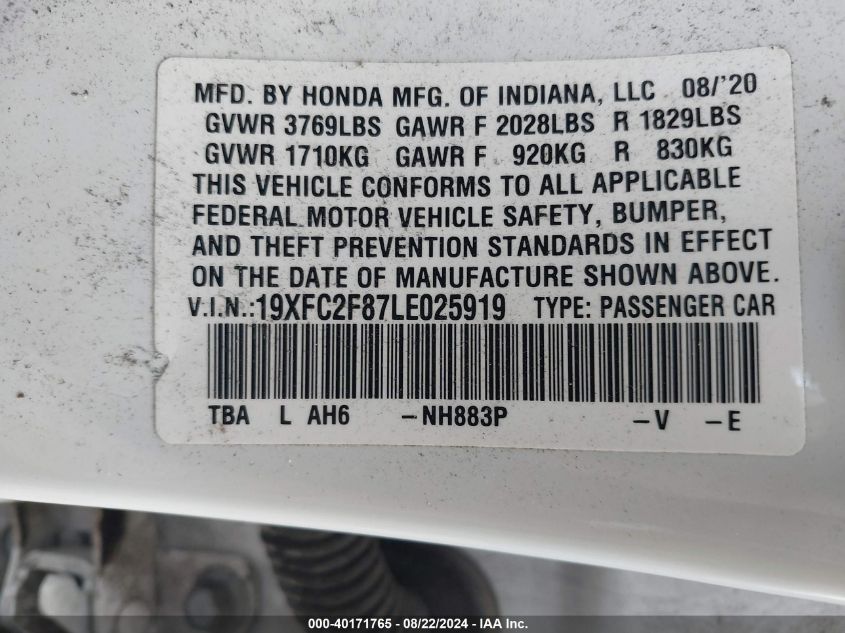 MFD. BY HONDA MFG. OF INDIANA, LLC 08/'20
GVWR 3769LBS GAWR F 2028LBS R 1829LBS
GVWR 1710KG GAWR F 920KG R 830KG
THIS VEHICLE CONFORMS TO ALL APPLICABLE
FEDERAL MOTOR VEHICLE SAFETY, BUMPER,
AND THEFT PREVENTION STANDARDS IN EFFECT
ON THE DATE OF MANUFACTURE SHOWN ABOVE.
V.I.N.:19XFC2F87LE025919 TYPE: PASSENGER CAR
TBA L AH6 -NH883P -V -E
000-40171765 | 08/22/2024 - IAA Inc.